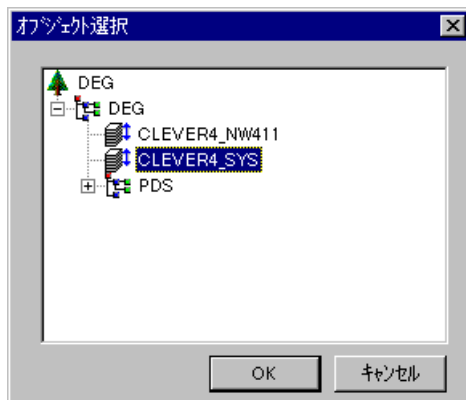 ｵﾌﾞｼﾞｪｸﾄ選択
DEG
DEG
CLEVER4_NW411
CLEVER4_SYS
PDS
OK
ｷｬﾝｾﾙ